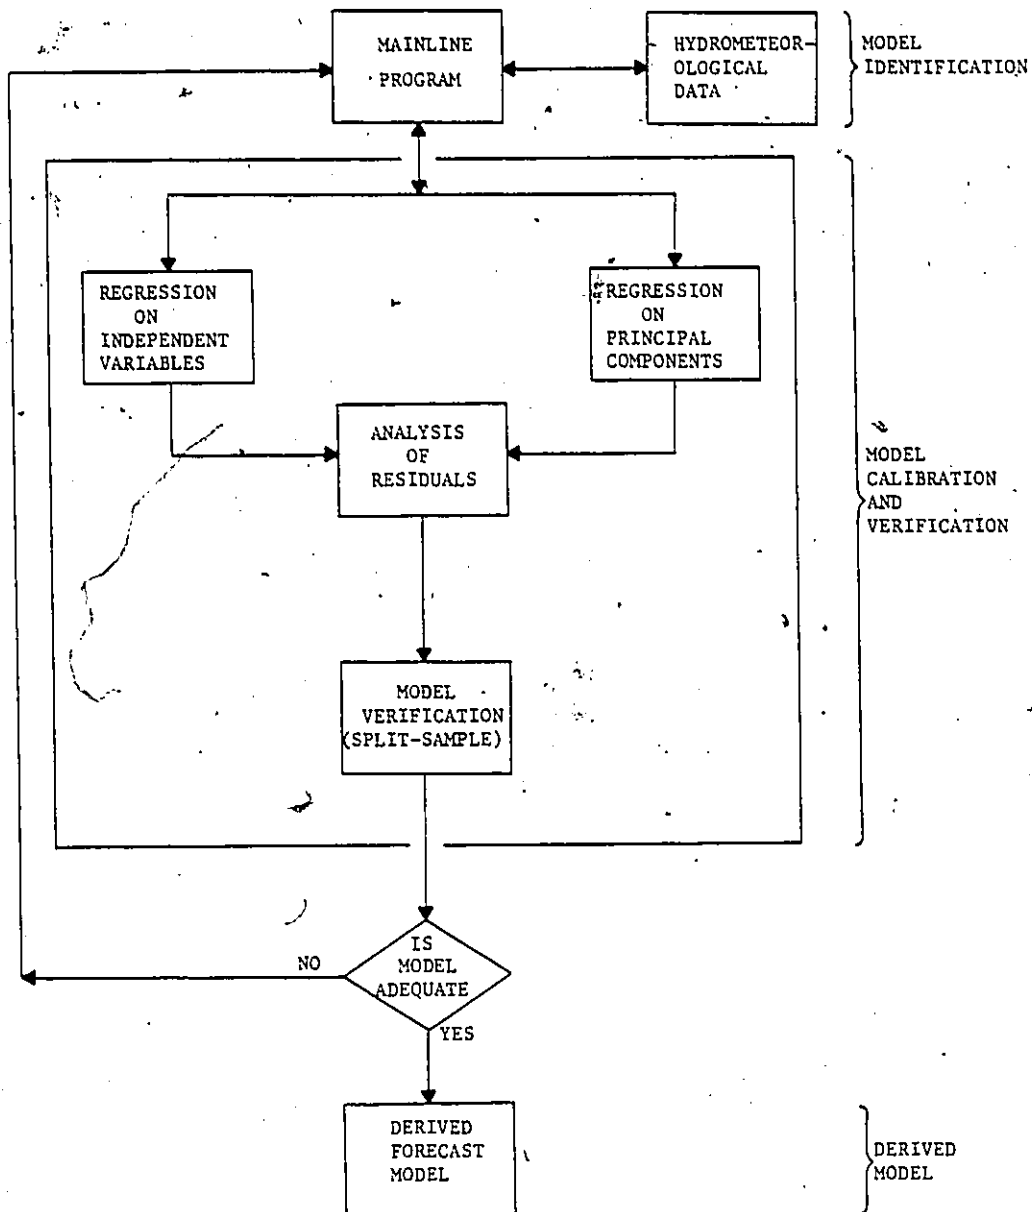 MAINLINE
PROGRAM
HYDROMETEOR-
OLOGICAL
DATA
MODEL
IDENTIFICATION
REGRESSION
ON
INDEPENDENT
VARIABLES
REGRESSION
ON
PRINCIPAL
COMPONENTS
ANALYSIS
OF
RESIDUALS
MODEL
CALIBRATION
AND
VERIFICATION
MODEL
VERIFICATION
(SPLIT-SAMPLE)
IS
MODEL
ADEQUATE
NO
YES
DERIVED
FORECAST
MODEL
DERIVED
MODEL